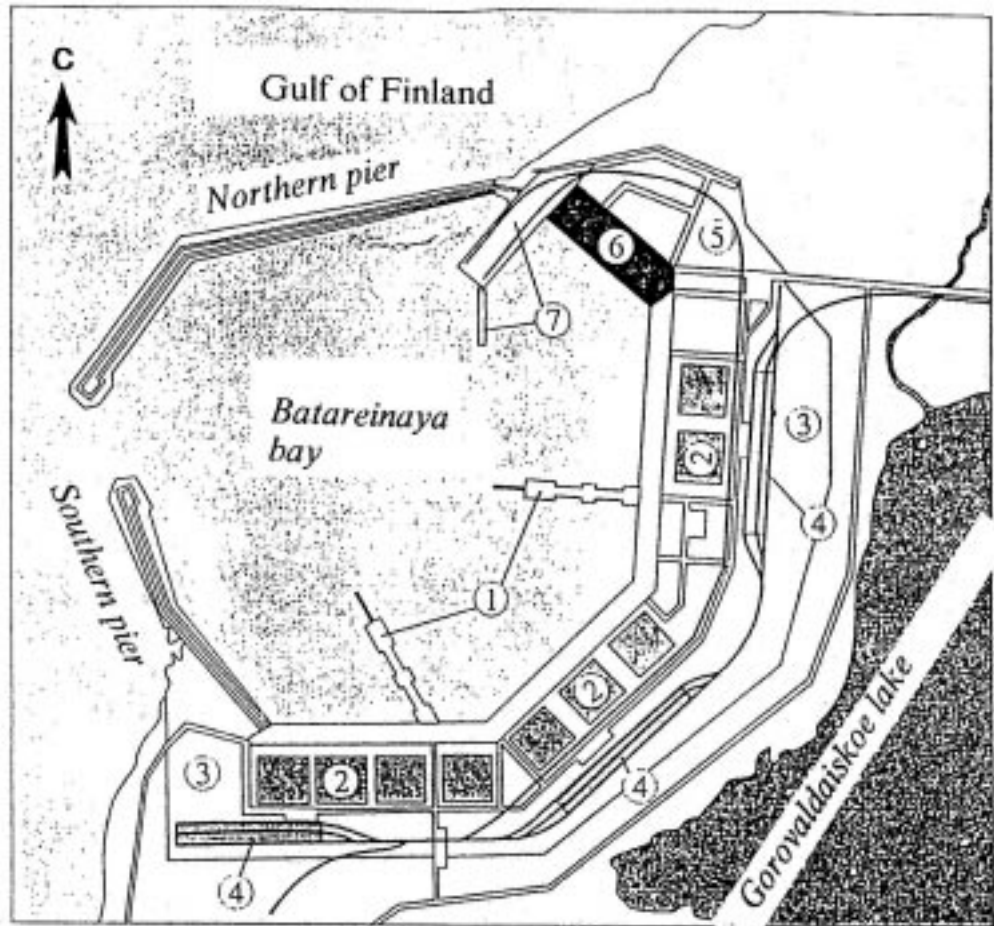 C
Gulf of Finland
Northern pier
5
6
7
Batareinaya
bay
3
2
4
1
Southern pier
2
3
2
4
4
Gorovaldaiskoe lake